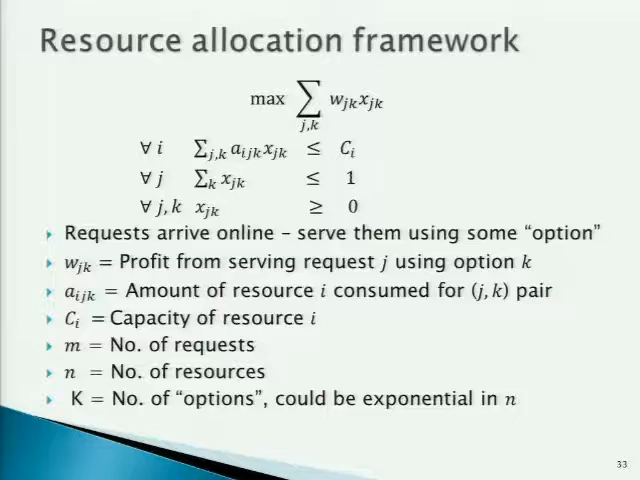 Resource allocation framework
max ∑_{j,k} w_{jk} x_{jk}
∀ i ∑_{j,k} a_{ijk} x_{jk} ≤ C_i
∀ j ∑_k x_{jk} ≤ 1
∀ j, k x_{jk} ≥ 0
Requests arrive online – serve them using some “option”
w_{jk} = Profit from serving request j using option k
a_{ijk} = Amount of resource i consumed for (j, k) pair
C_i = Capacity of resource i
m = No. of requests
n = No. of resources
K = No. of “options”, could be exponential in n
33